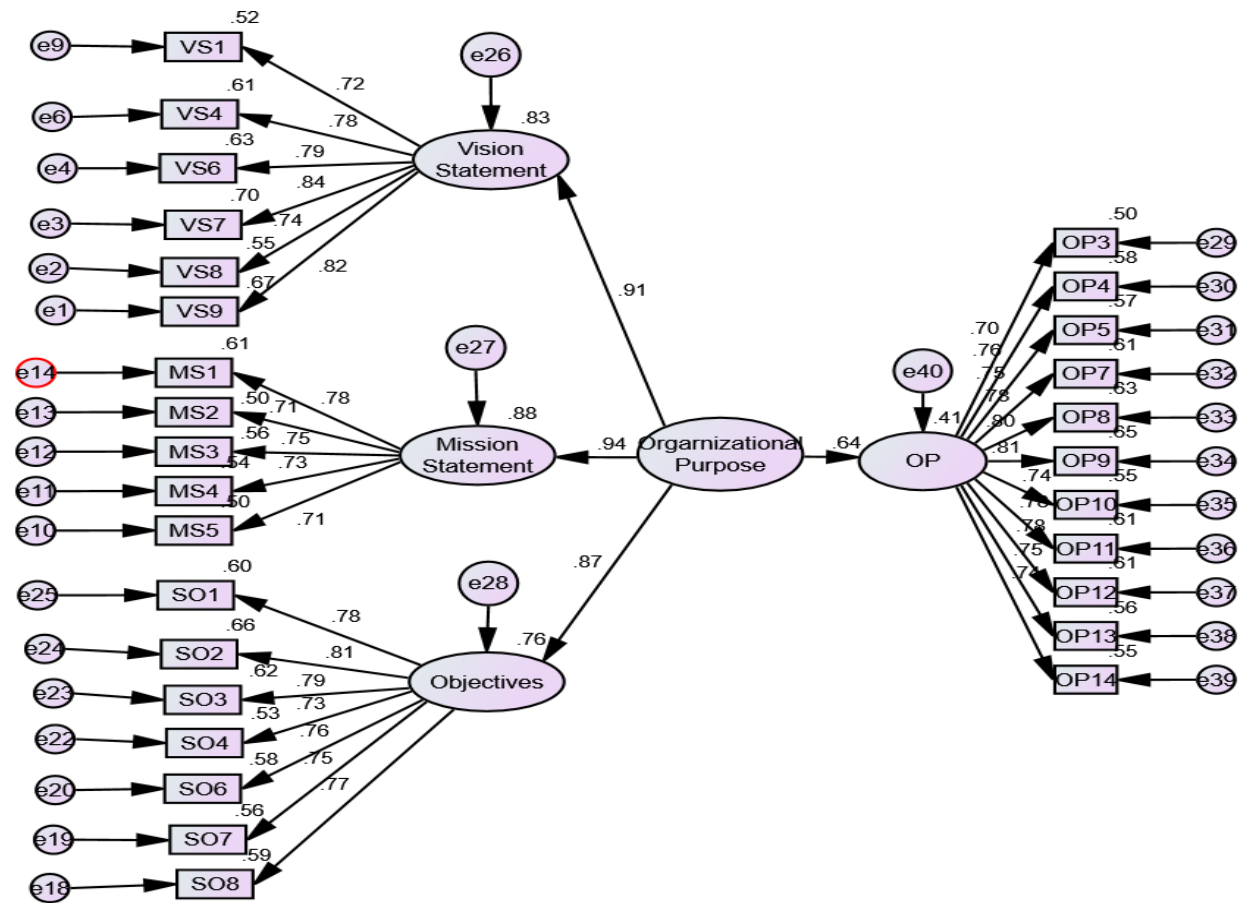 .52
e9
VS1
e26
.72
.61
e6
VS4
.78
.83
Vision
Statement
.63
e4
VS6
.79
.84
.70
e3
VS7
.74
.55
e2
VS8
.82
.67
e1
VS9
.91
.61
e14
MS1
e27
.78
.50
e13
MS2
.71
.88
.56
e12
MS3
.75
Mission
Statement
.94
.54
e11
MS4
.73
.50
e10
MS5
.71
Orgarnizational
Purpose
.64
.87
.60
e25
SO1
e28
.78
.66
e24
SO2
.81
.76
.62
e23
SO3
.79
Objectives
.53
e22
SO4
.73
.76
.58
e20
SO6
.75
.77
.56
e19
SO7
.59
e18
SO8
.50
OP3
e29
.58
OP4
e30
.57
.70
OP5
e31
.76
.61
.75
e40
OP7
e32
.78
.63
.41
.80
OP8
e33
.65
OP
.81
OP9
e34
.55
.74
OP10
e35
.78
.61
OP11
e36
.78
.61
.75
OP12
e37
.74
.56
OP13
e38
.55
OP14
e39